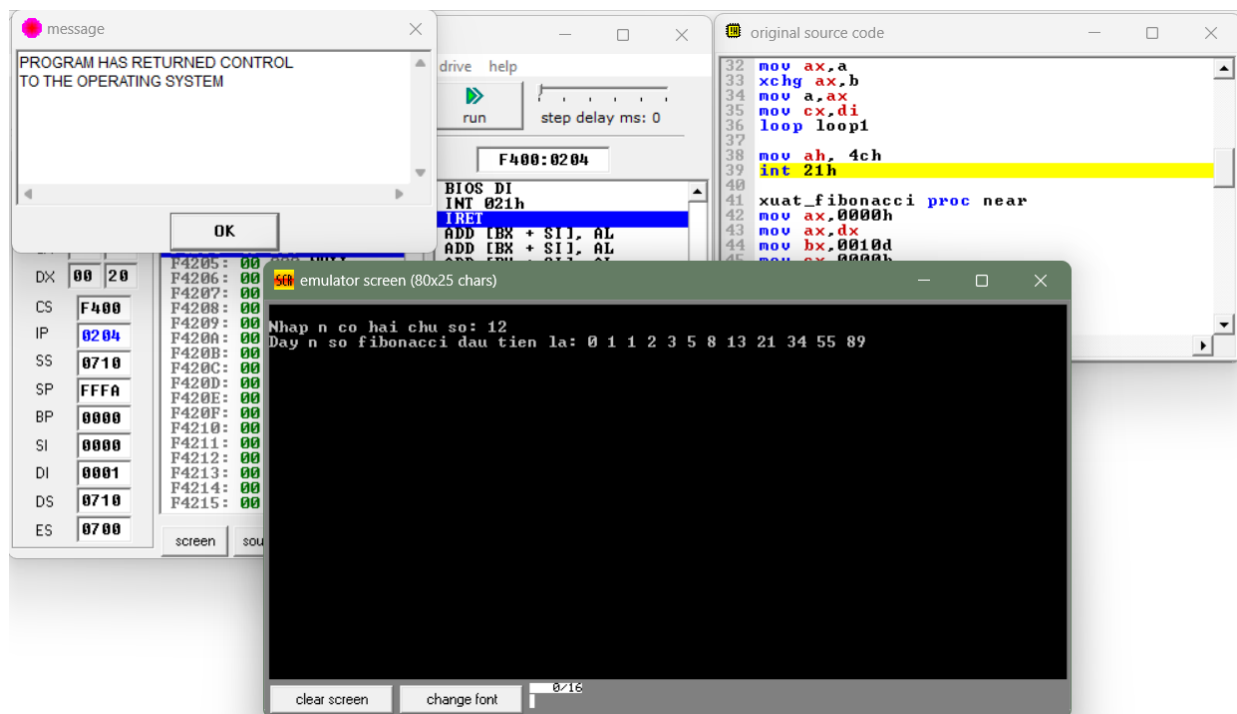 message
PROGRAM HAS RETURNED CONTROL
TO THE OPERATING SYSTEM
OK
drive help
run
step delay ms: 0
F400:0204
BIOS DI
INT 021h
IRET
ADD [BX + SI], AL
ADD [BX + SI], AL
original source code
32 mov ax,a
33 xchg ax,b
34 mov a,ax
35 mov cx,di
36 loop loop1
37
38 mov ah, 4ch
39 int 21h
40
41 xuat_fibonacci proc near
42 mov ax,0000h
43 mov ax,dx
44 mov bx,0010d
DX 00 20
CS F400
IP 0204
SS 0710
SP FFFA
BP 0000
SI 0000
DI 0001
DS 0710
ES 0700
F4205: 00
F4206: 00
F4207: 00
F4208: 00
F4209: 00
F420A: 00
F420B: 00
F420C: 00
F420D: 00
F420E: 00
F420F: 00
F4210: 00
F4211: 00
F4212: 00
F4213: 00
F4214: 00
F4215: 00
screen
SCR emulator screen (80x25 chars)
Nhap n co hai chu so: 12
Day n so fibonacci dau tien la: 0 1 1 2 3 5 8 13 21 34 55 89
clear screen
change font
0/16